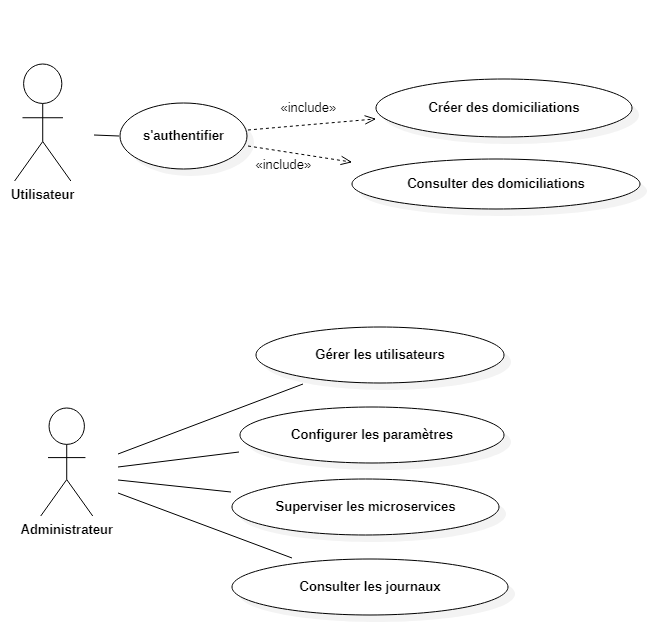 «include»
Créer des domiciliations
s'authentifier
«include»
Consulter des domiciliations
Utilisateur
Gérer les utilisateurs
Configurer les paramètres
Superviser les microservices
Administrateur
Consulter les journaux